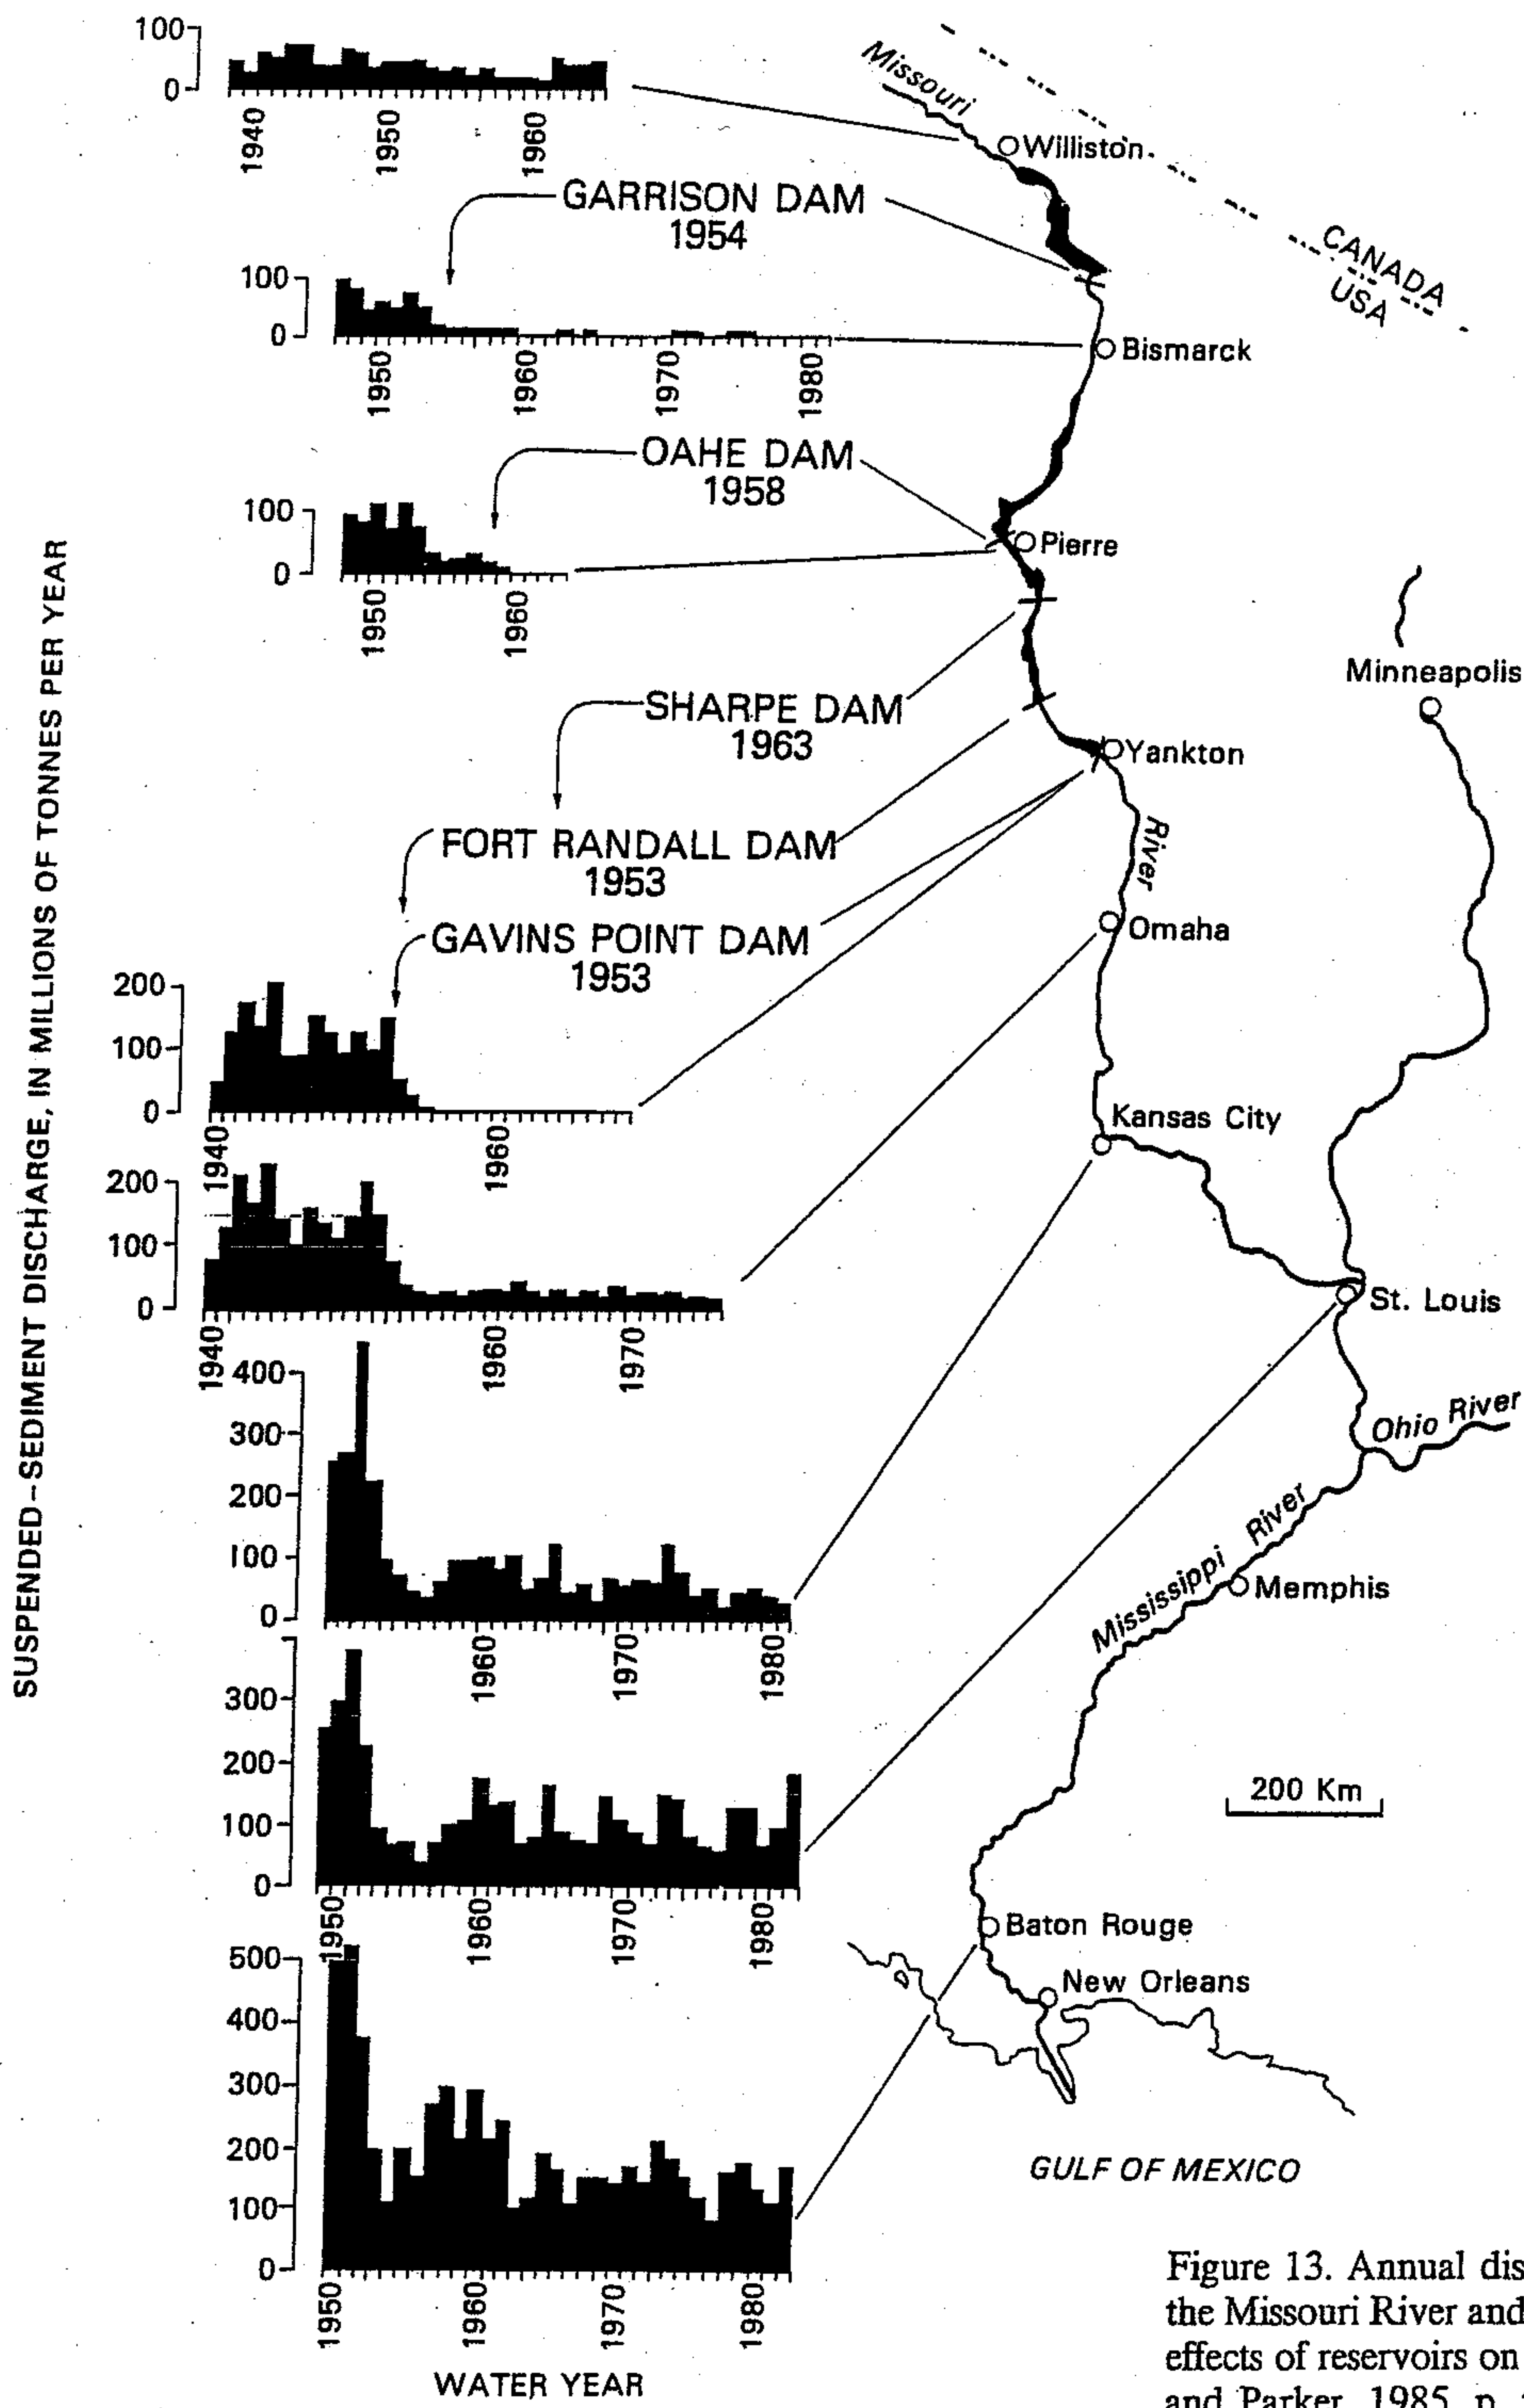 SUSPENDED-SEDIMENT DISCHARGE, IN MILLIONS OF TONNES PER YEAR
100
0
1940
1950
1960
Missouri
Williston
CANADA
USA
GARRISON DAM
1954
100
0
1950
1960
1970
1980
Bismarck
OAHE DAM
1958
100
0
1950
1960
Pierre
Minneapolis
SHARPE DAM
1963
Yankton
FORT RANDALL DAM
1953
River
GAVINS POINT DAM
1953
Omaha
200
100
0
1940
1960
Kansas City
200
100
0
1940
1960
1970
St. Louis
400
300
200
100
0
1960
1970
1980
Ohio River
Mississippi River
Memphis
300
200
100
0
1950
1960
1970
1980
200 Km
Baton Rouge
New Orleans
500
400
300
200
100
0
1950
1960
1970
1980
GULF OF MEXICO
WATER YEAR
Figure 13. Annual dis
the Missouri River and
effects of reservoirs on
and Parker, 1985, p.